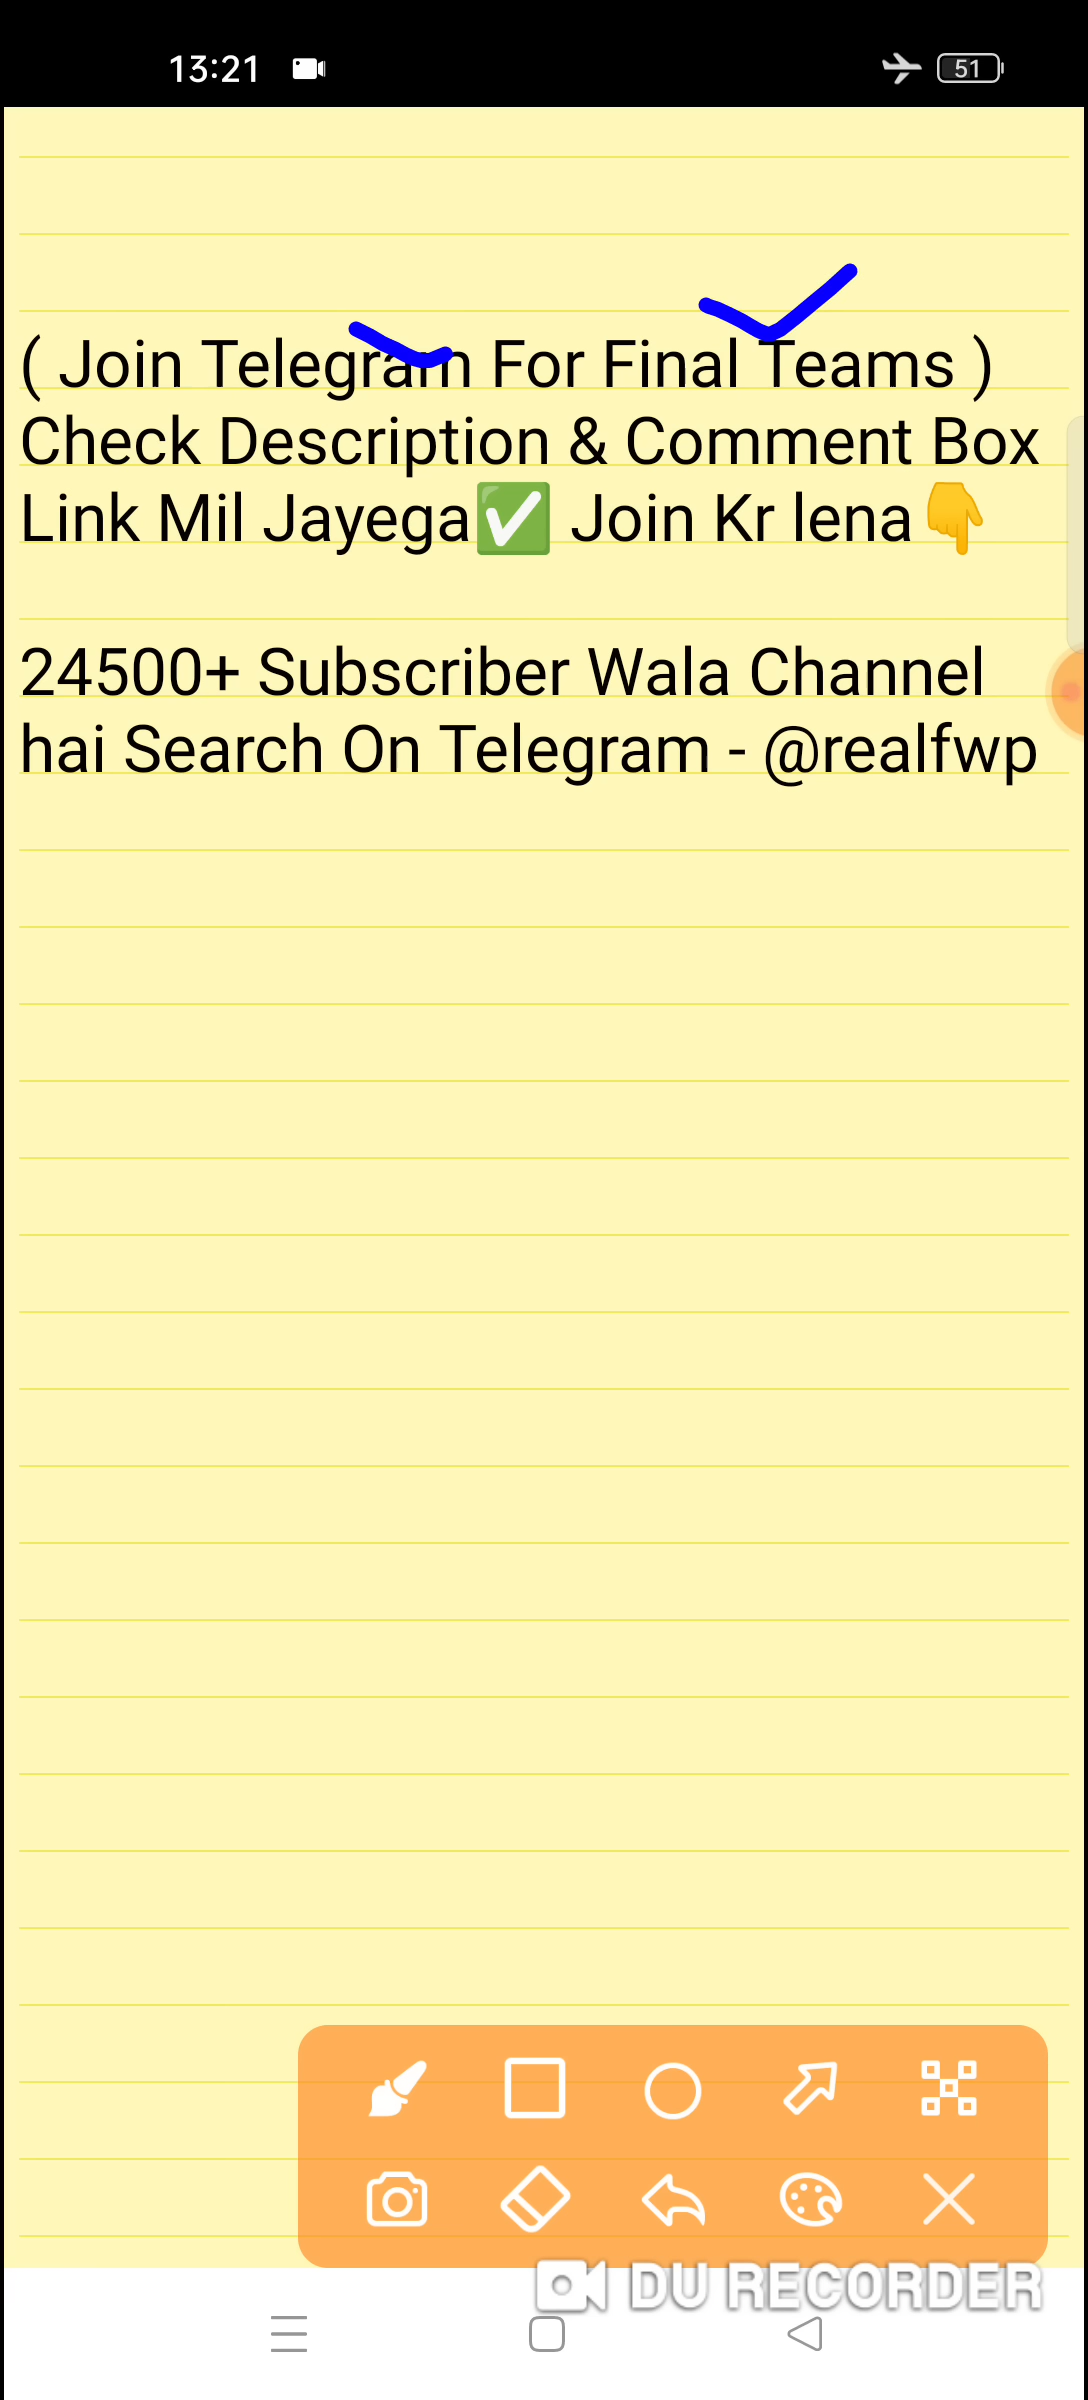 13:21
51
( Join Telegram For Final Teams )
Check Description & Comment Box
Link Mil Jayega✅ Join Kr lena👇
24500+ Subscriber Wala Channel
hai Search On Telegram - @realfwp
DU RECORDER